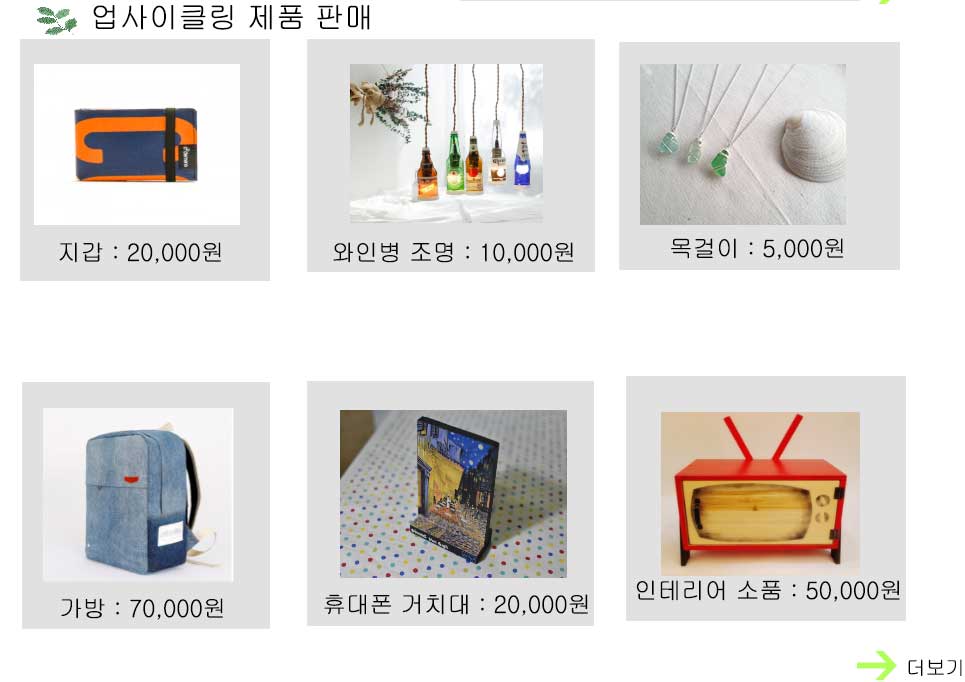 업사이클링 제품 판매
지갑 : 20,000원
와인병 조명 : 10,000원
목걸이 : 5,000원
가방 : 70,000원
휴대폰 거치대 : 20,000원
인테리어 소품 : 50,000원
더보기